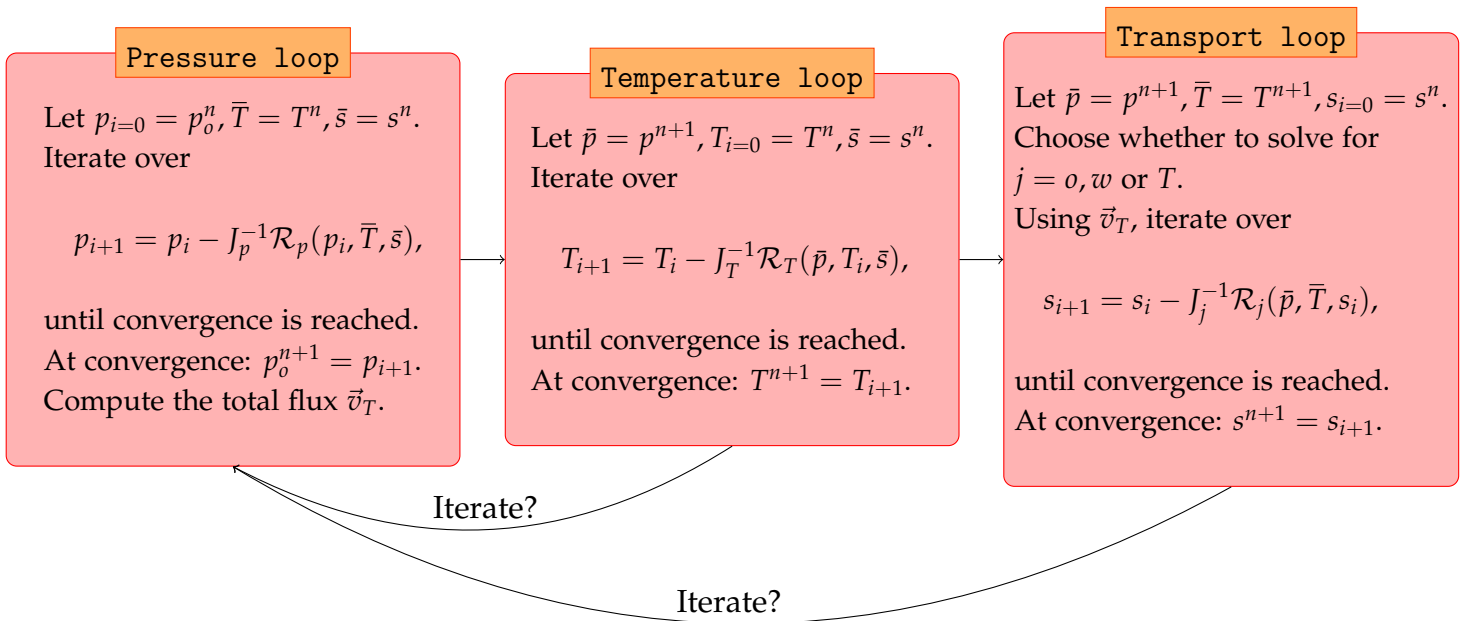 Pressure loop
Let $p_{i=0} = p_o^n, \overline{T} = T^n, \bar{s} = s^n$.
Iterate over
$p_{i+1} = p_i - J_p^{-1} \mathcal{R}_p(p_i, \overline{T}, \bar{s}),$
until convergence is reached.
At convergence: $p_o^{n+1} = p_{i+1}$.
Compute the total flux $\vec{v}_T$.
Temperature loop
Let $\bar{p} = p^{n+1}, T_{i=0} = T^n, \bar{s} = s^n$.
Iterate over
$T_{i+1} = T_i - J_T^{-1} \mathcal{R}_T(\bar{p}, T_i, \bar{s}),$
until convergence is reached.
At convergence: $T^{n+1} = T_{i+1}$.
Transport loop
Let $\bar{p} = p^{n+1}, \overline{T} = T^{n+1}, s_{i=0} = s^n$.
Choose whether to solve for
$j = o, w$ or $T$.
Using $\vec{v}_T$, iterate over
$s_{i+1} = s_i - J_j^{-1} \mathcal{R}_j(\bar{p}, \overline{T}, s_i),$
until convergence is reached.
At convergence: $s^{n+1} = s_{i+1}$.
Iterate?
Iterate?